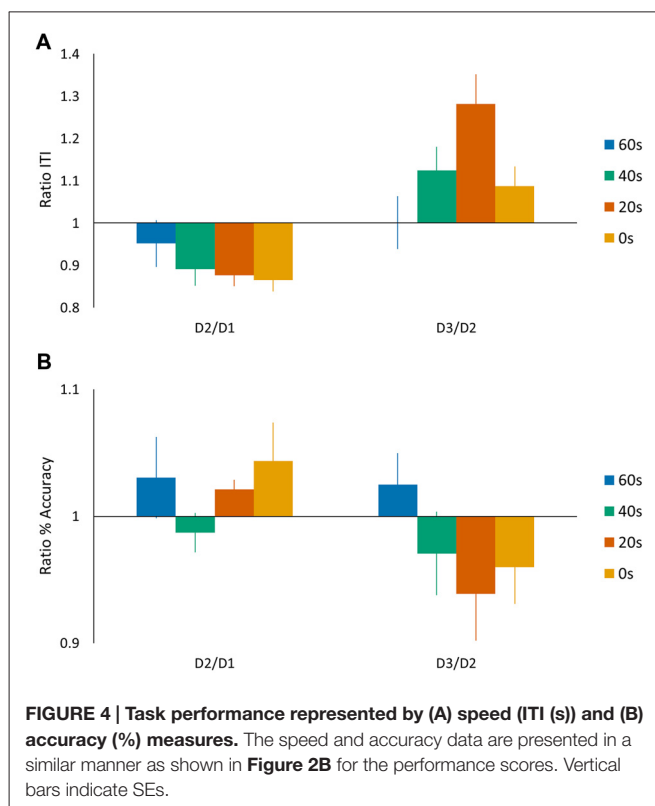 A
1.4
1.3
1.2
1.1
1
0.9
0.8
Ratio ITI
D2/D1 D3/D2
60s
40s
20s
0s
B
1.1
1
0.9
Ratio % Accuracy
D2/D1 D3/D2
60s
40s
20s
0s
FIGURE 4 | Task performance represented by (A) speed (ITI (s)) and (B)
accuracy (%) measures. The speed and accuracy data are presented in a
similar manner as shown in Figure 2B for the performance scores. Vertical
bars indicate SEs.